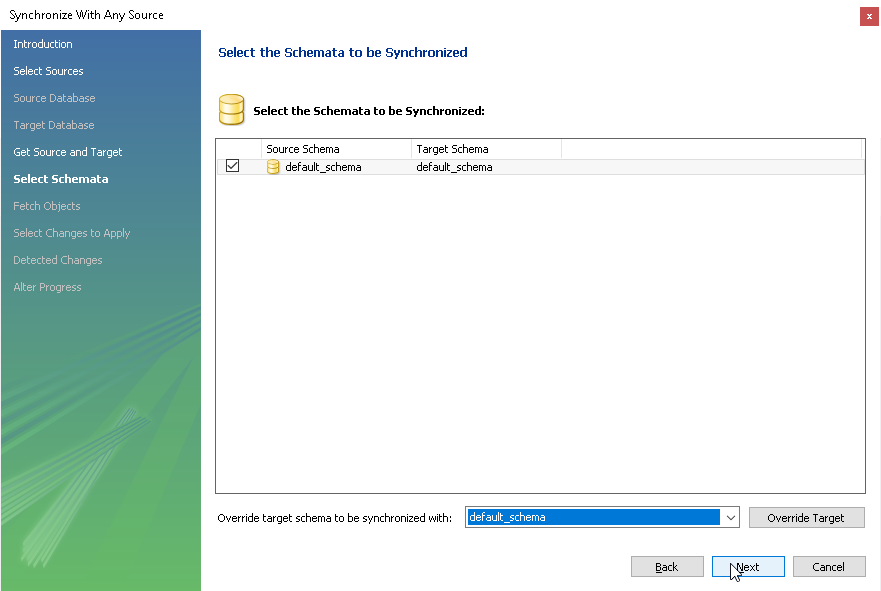 Synchronize With Any Source
x
Introduction
Select Sources
Source Database
Target Database
Get Source and Target
Select Schemata
Fetch Objects
Select Changes to Apply
Detected Changes
Alter Progress
Select the Schemata to be Synchronized
Select the Schemata to be Synchronized:
Source Schema Target Schema
default_schema default_schema
Override target schema to be synchronized with: default_schema Override Target
Back Next Cancel